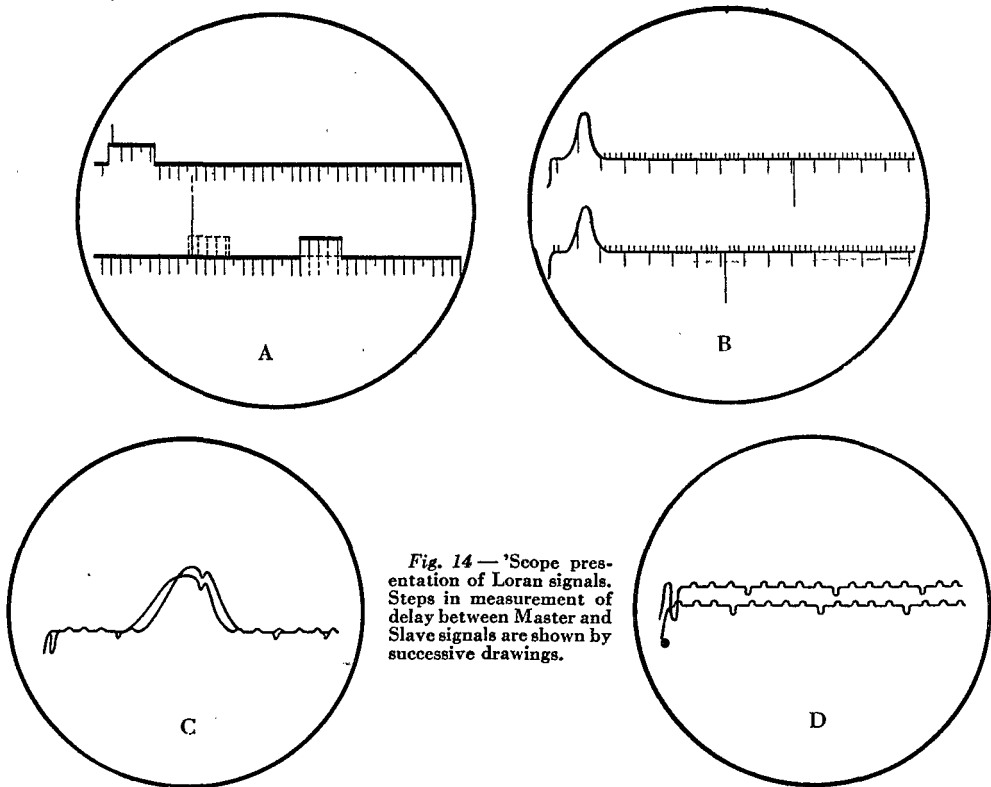 A
B
Fig. 14 — 'Scope pres-
entation of Loran signals.
Steps in measurement of
delay between Master and
Slave signals are shown by
successive drawings.
C
D